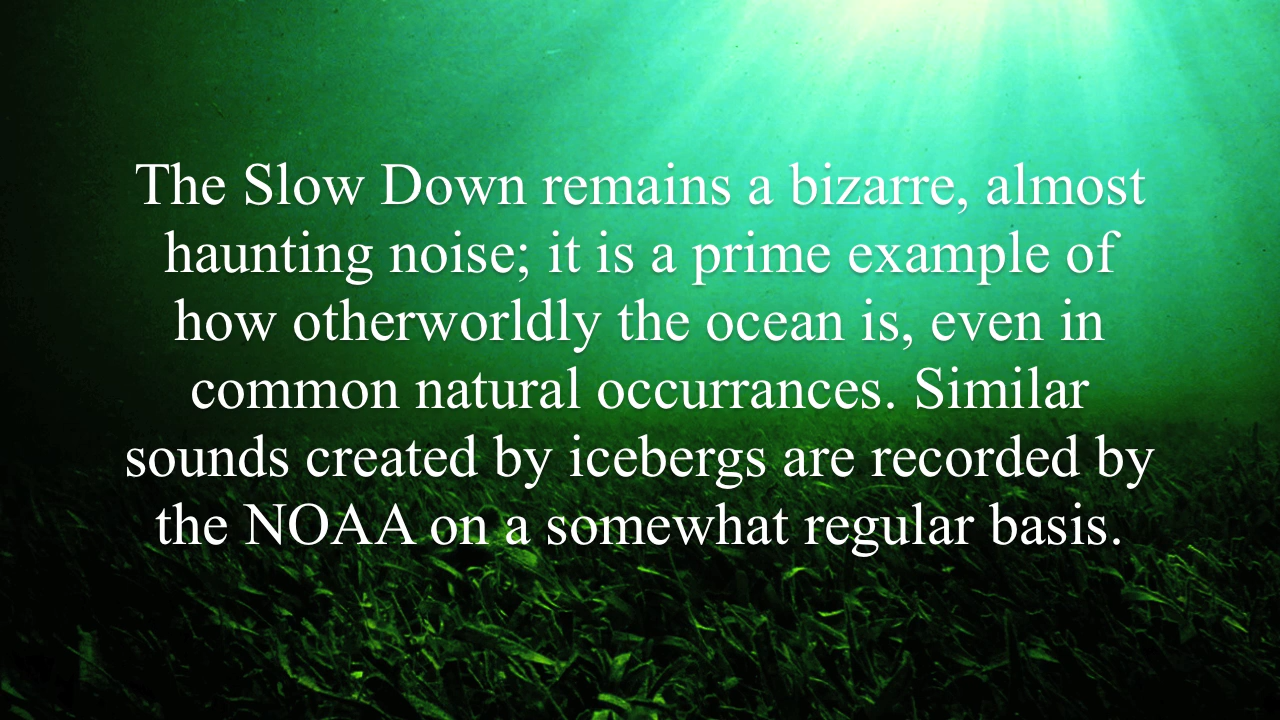 The Slow Down remains a bizarre, almost
haunting noise; it is a prime example of
how otherworldly the ocean is, even in
common natural occurrances. Similar
sounds created by icebergs are recorded by
the NOAA on a somewhat regular basis.